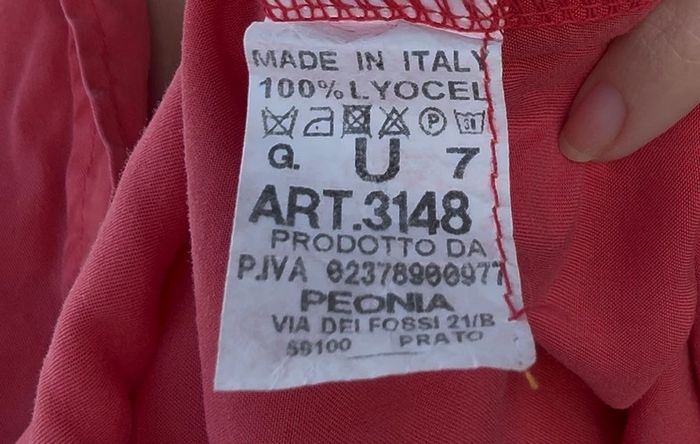 MADE IN ITALY
100% LYOCEL
P 30
G. U 7
ART.3148
PRODOTTO DA
P.IVA 02378900977
PEONIA
VIA DEI FOSSI 21/B
59100 PRATO